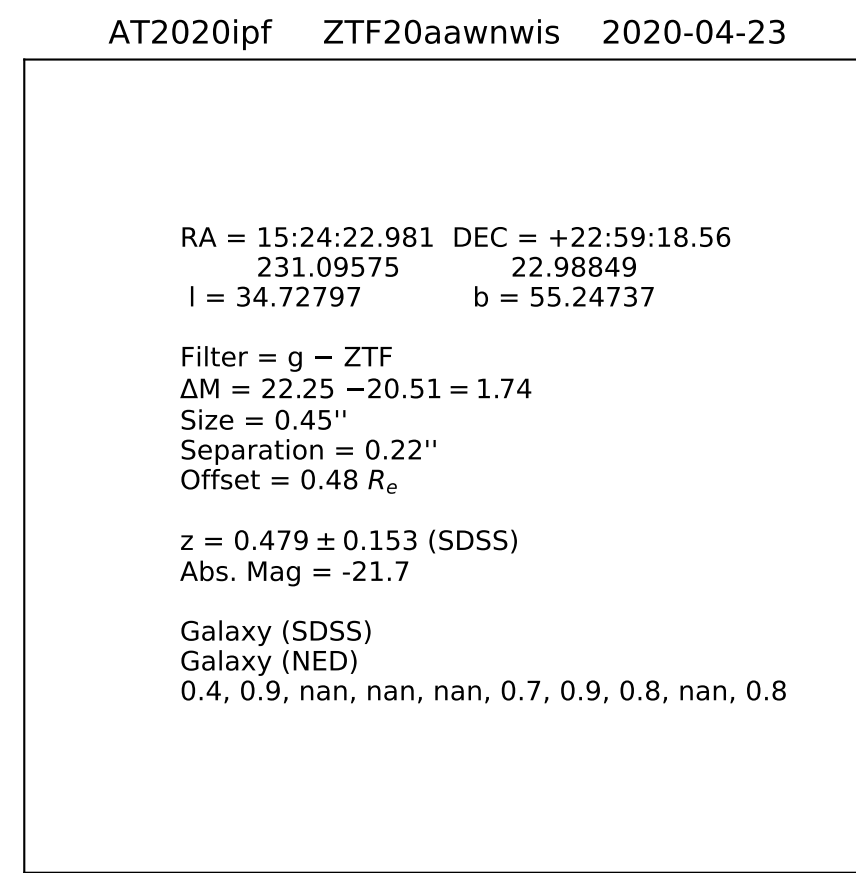 AT2020ipf ZTF20aawnwis 2020-04-23
RA = 15:24:22.981 DEC = +22:59:18.56
231.09575 22.98849
l = 34.72797 b = 55.24737
Filter = g − ZTF
ΔM = 22.25 −20.51 = 1.74
Size = 0.45''
Separation = 0.22''
Offset = 0.48 Re
z = 0.479 ± 0.153 (SDSS)
Abs. Mag = -21.7
Galaxy (SDSS)
Galaxy (NED)
0.4, 0.9, nan, nan, nan, 0.7, 0.9, 0.8, nan, 0.8